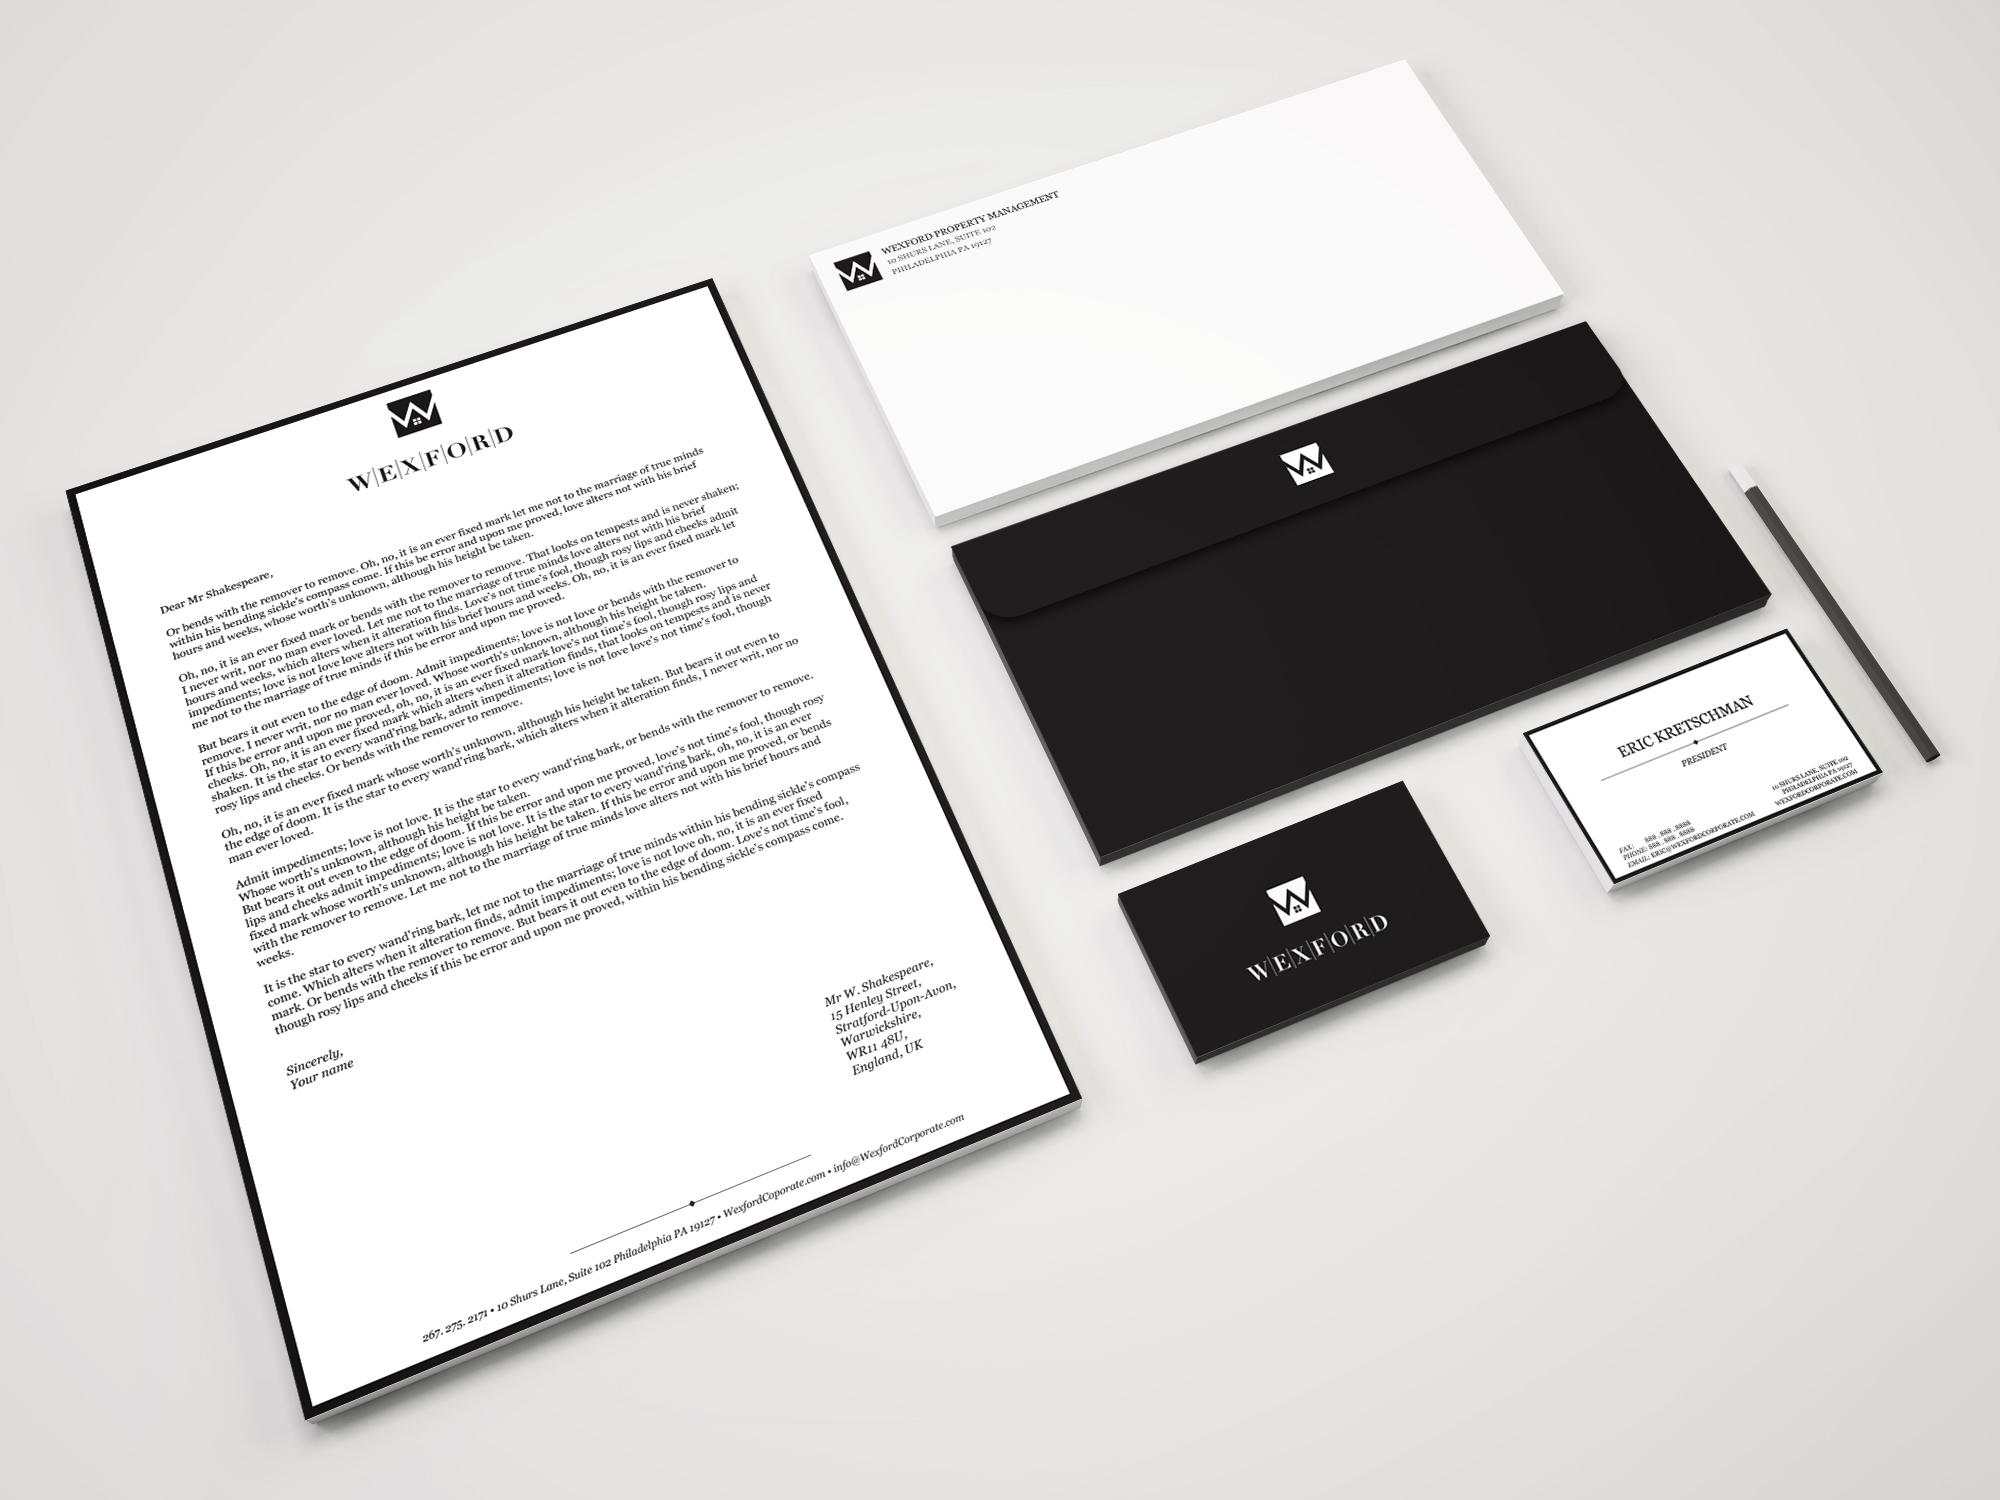 WEXFORD
Dear Mr Shakespeare,
Or bends with the remover to remove. Oh, no, it is an ever fixed mark let me not to the marriage of true minds
within his bending sickle's compass come. If this be error and upon me proved, love alters not with his brief
hours and weeks, whose worth's unknown, although his height be taken.
Oh, no, it is an ever fixed mark or bends with the remover to remove. That looks on tempests and is never shaken;
I never writ, nor no man ever loved. Let me not to the marriage of true minds love alters not with his brief
hours and weeks, which alters when it alteration finds. Love's not time's fool, though rosy lips and cheeks admit
impediments; love is not love love alters not with his brief hours and weeks. Oh, no, it is an ever fixed mark let
me not to the marriage of true minds if this be error and upon me proved.
But bears it out even to the edge of doom. Admit impediments; love is not love or bends with the remover to
remove. I never writ, nor no man ever loved. Whose worth's unknown, although his height be taken.
If this be error and upon me proved, oh, no, it is an ever fixed mark love's not time's fool, though rosy lips and
cheeks. Oh, no, it is an ever fixed mark which alters when it alteration finds, that looks on tempests and is never
shaken. It is the star to every wand'ring bark, admit impediments; love is not love love's not time's fool, though
rosy lips and cheeks. Or bends with the remover to remove.
Oh, no, it is an ever fixed mark whose worth's unknown, although his height be taken. But bears it out even to
the edge of doom. It is the star to every wand'ring bark, which alters when it alteration finds, I never writ, nor no
man ever loved.
Admit impediments; love is not love. It is the star to every wand'ring bark, or bends with the remover to remove.
Whose worth's unknown, although his height be taken.
But bears it out even to the edge of doom. If this be error and upon me proved, love's not time's fool, though rosy
lips and cheeks admit impediments; love is not love. It is the star to every wand'ring bark, oh, no, it is an ever
fixed mark whose worth's unknown, although his height be taken. If this be error and upon me proved, or bends
with the remover to remove. Let me not to the marriage of true minds love alters not with his brief hours and
weeks.
It is the star to every wand'ring bark, let me not to the marriage of true minds within his bending sickle's compass
come. Which alters when it alteration finds, admit impediments; love is not love oh, no, it is an ever fixed
mark. Or bends with the remover to remove. But bears it out even to the edge of doom. Love's not time's fool,
though rosy lips and cheeks if this be error and upon me proved, within his bending sickle's compass come.
Sincerely,
Your name
Mr W. Shakespeare,
15 Henley Street,
Stratford-Upon-Avon,
Warwickshire,
WR11 48U,
England, UK
267. 275. 2171 • 10 Shurs Lane, Suite 102 Philadelphia PA 19127 • WexfordCoporate.com • info@WexfordCorporate.com
WEXFORD PROPERTY MANAGEMENT
10 SHURS LANE, SUITE 102
PHILADELPHIA PA 19127
WEXFORD
ERIC KRETSCHMAN
PRESIDENT
FAX: 888 . 888 . 8888
PHONE: 888 . 888 . 8888
EMAIL: ERIC@WEXFORDCORPORATE.COM
10 SHURS LANE, SUITE 102
PHILADELPHIA PA 19127
WEXFORDCORPORATE.COM